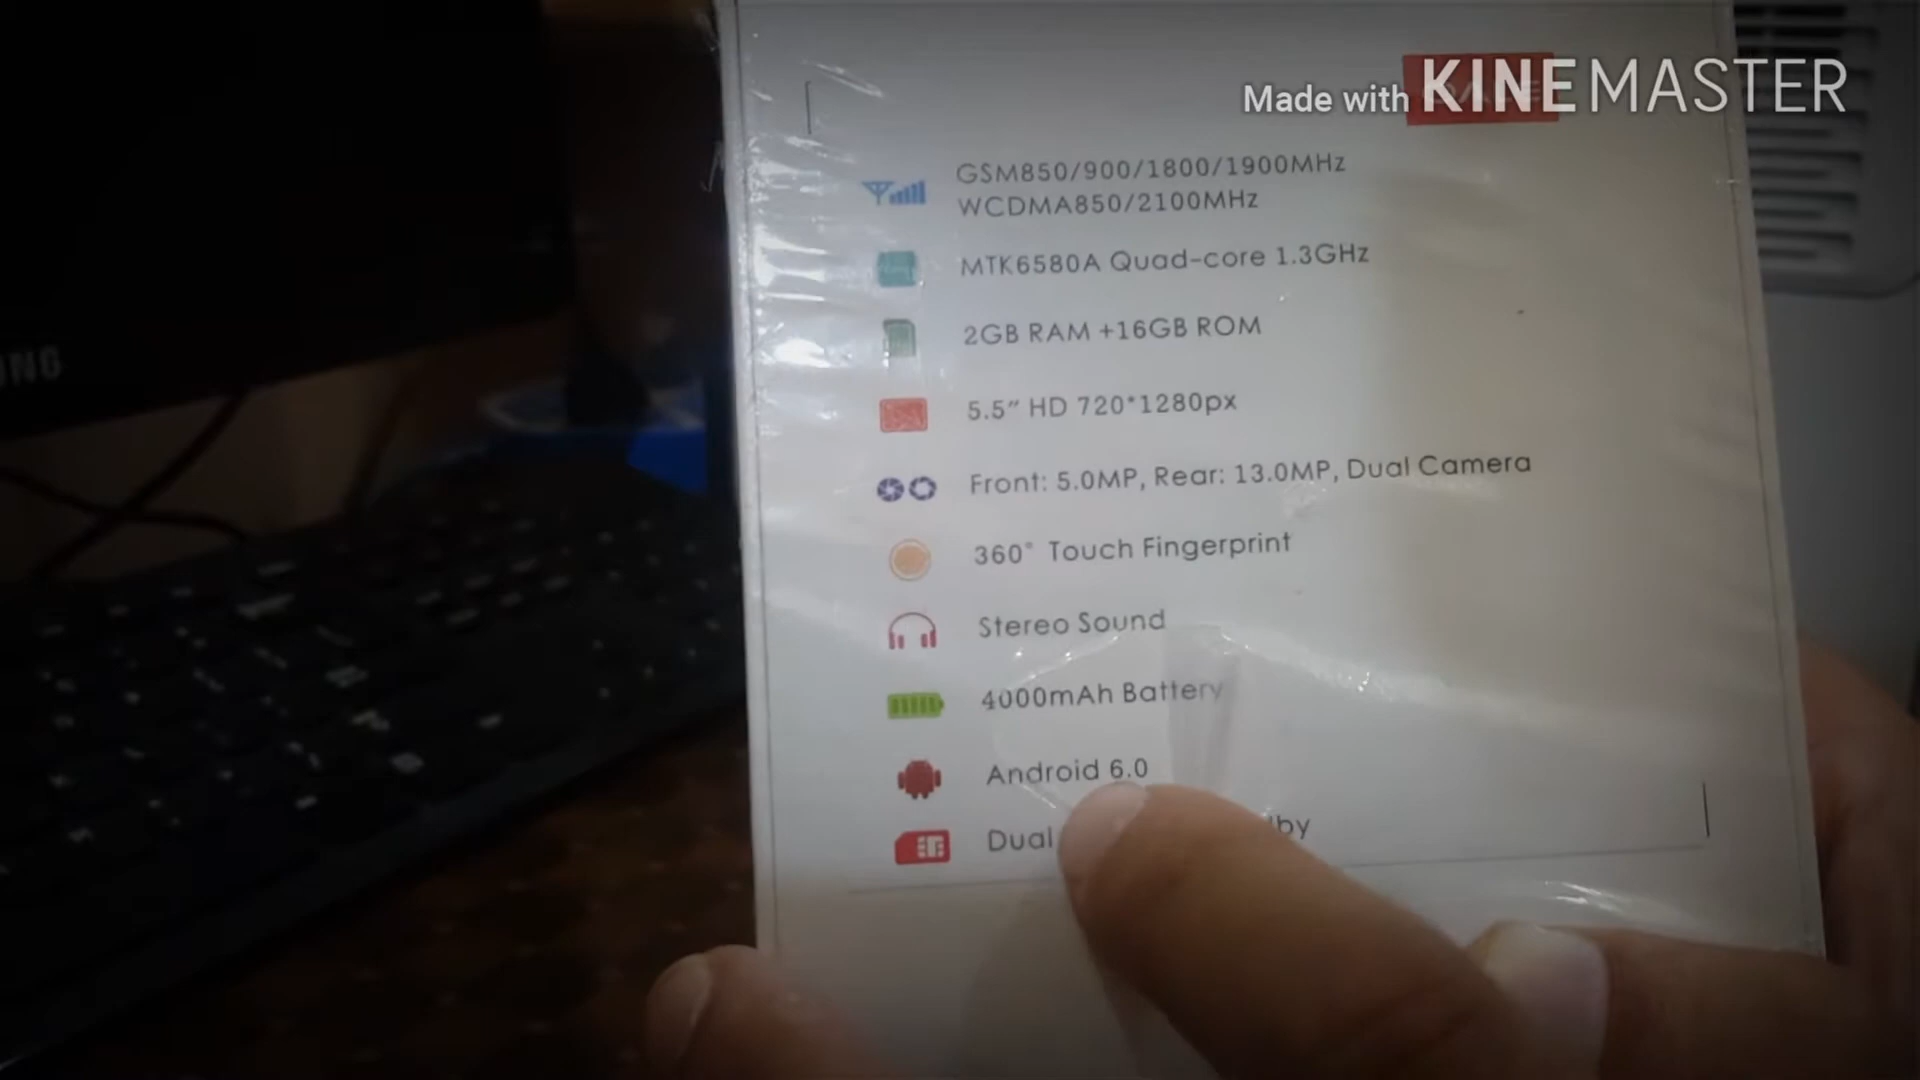 Made with KINEMASTER
GSM850/900/1800/1900MHz
WCDMA850/2100MHz
MTK6580A Quad-core 1.3GHz
2GB RAM +16GB ROM
5.5″ HD 720*1280px
Front: 5.0MP, Rear: 13.0MP, Dual Camera
360° Touch Fingerprint
Stereo Sound
4000mAh Battery
Android 6.0
Dual